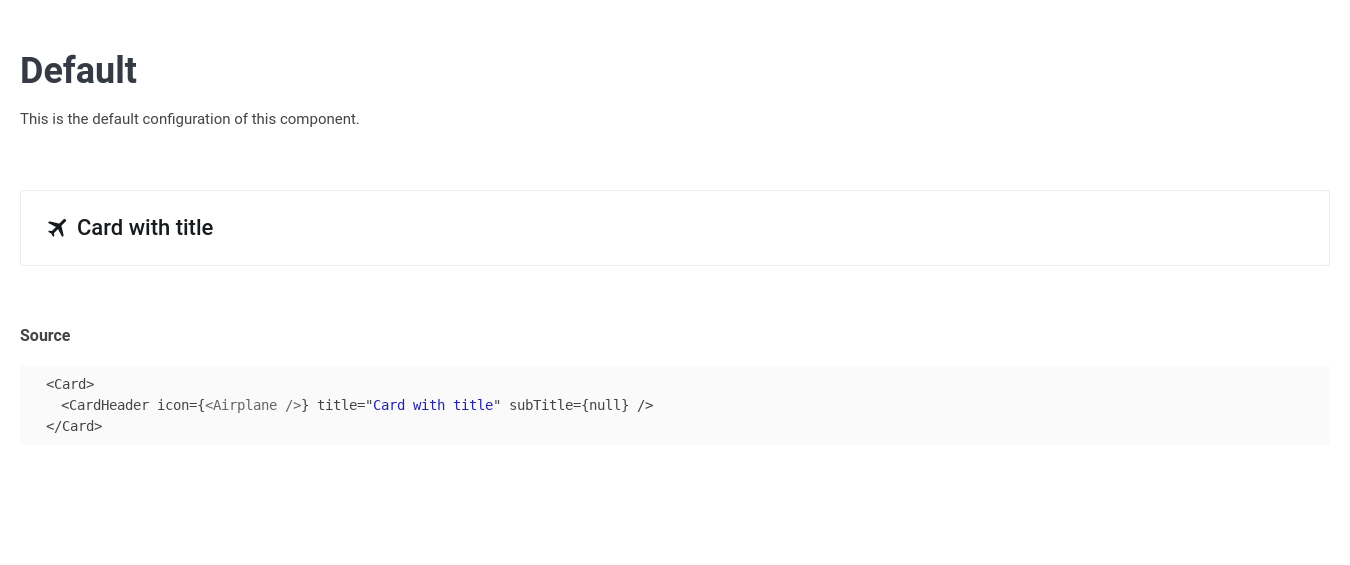 Default
This is the default configuration of this component.
Card with title
Source
<Card>
<CardHeader icon={<Airplane />} title="Card with title" subTitle={null} />
</Card>